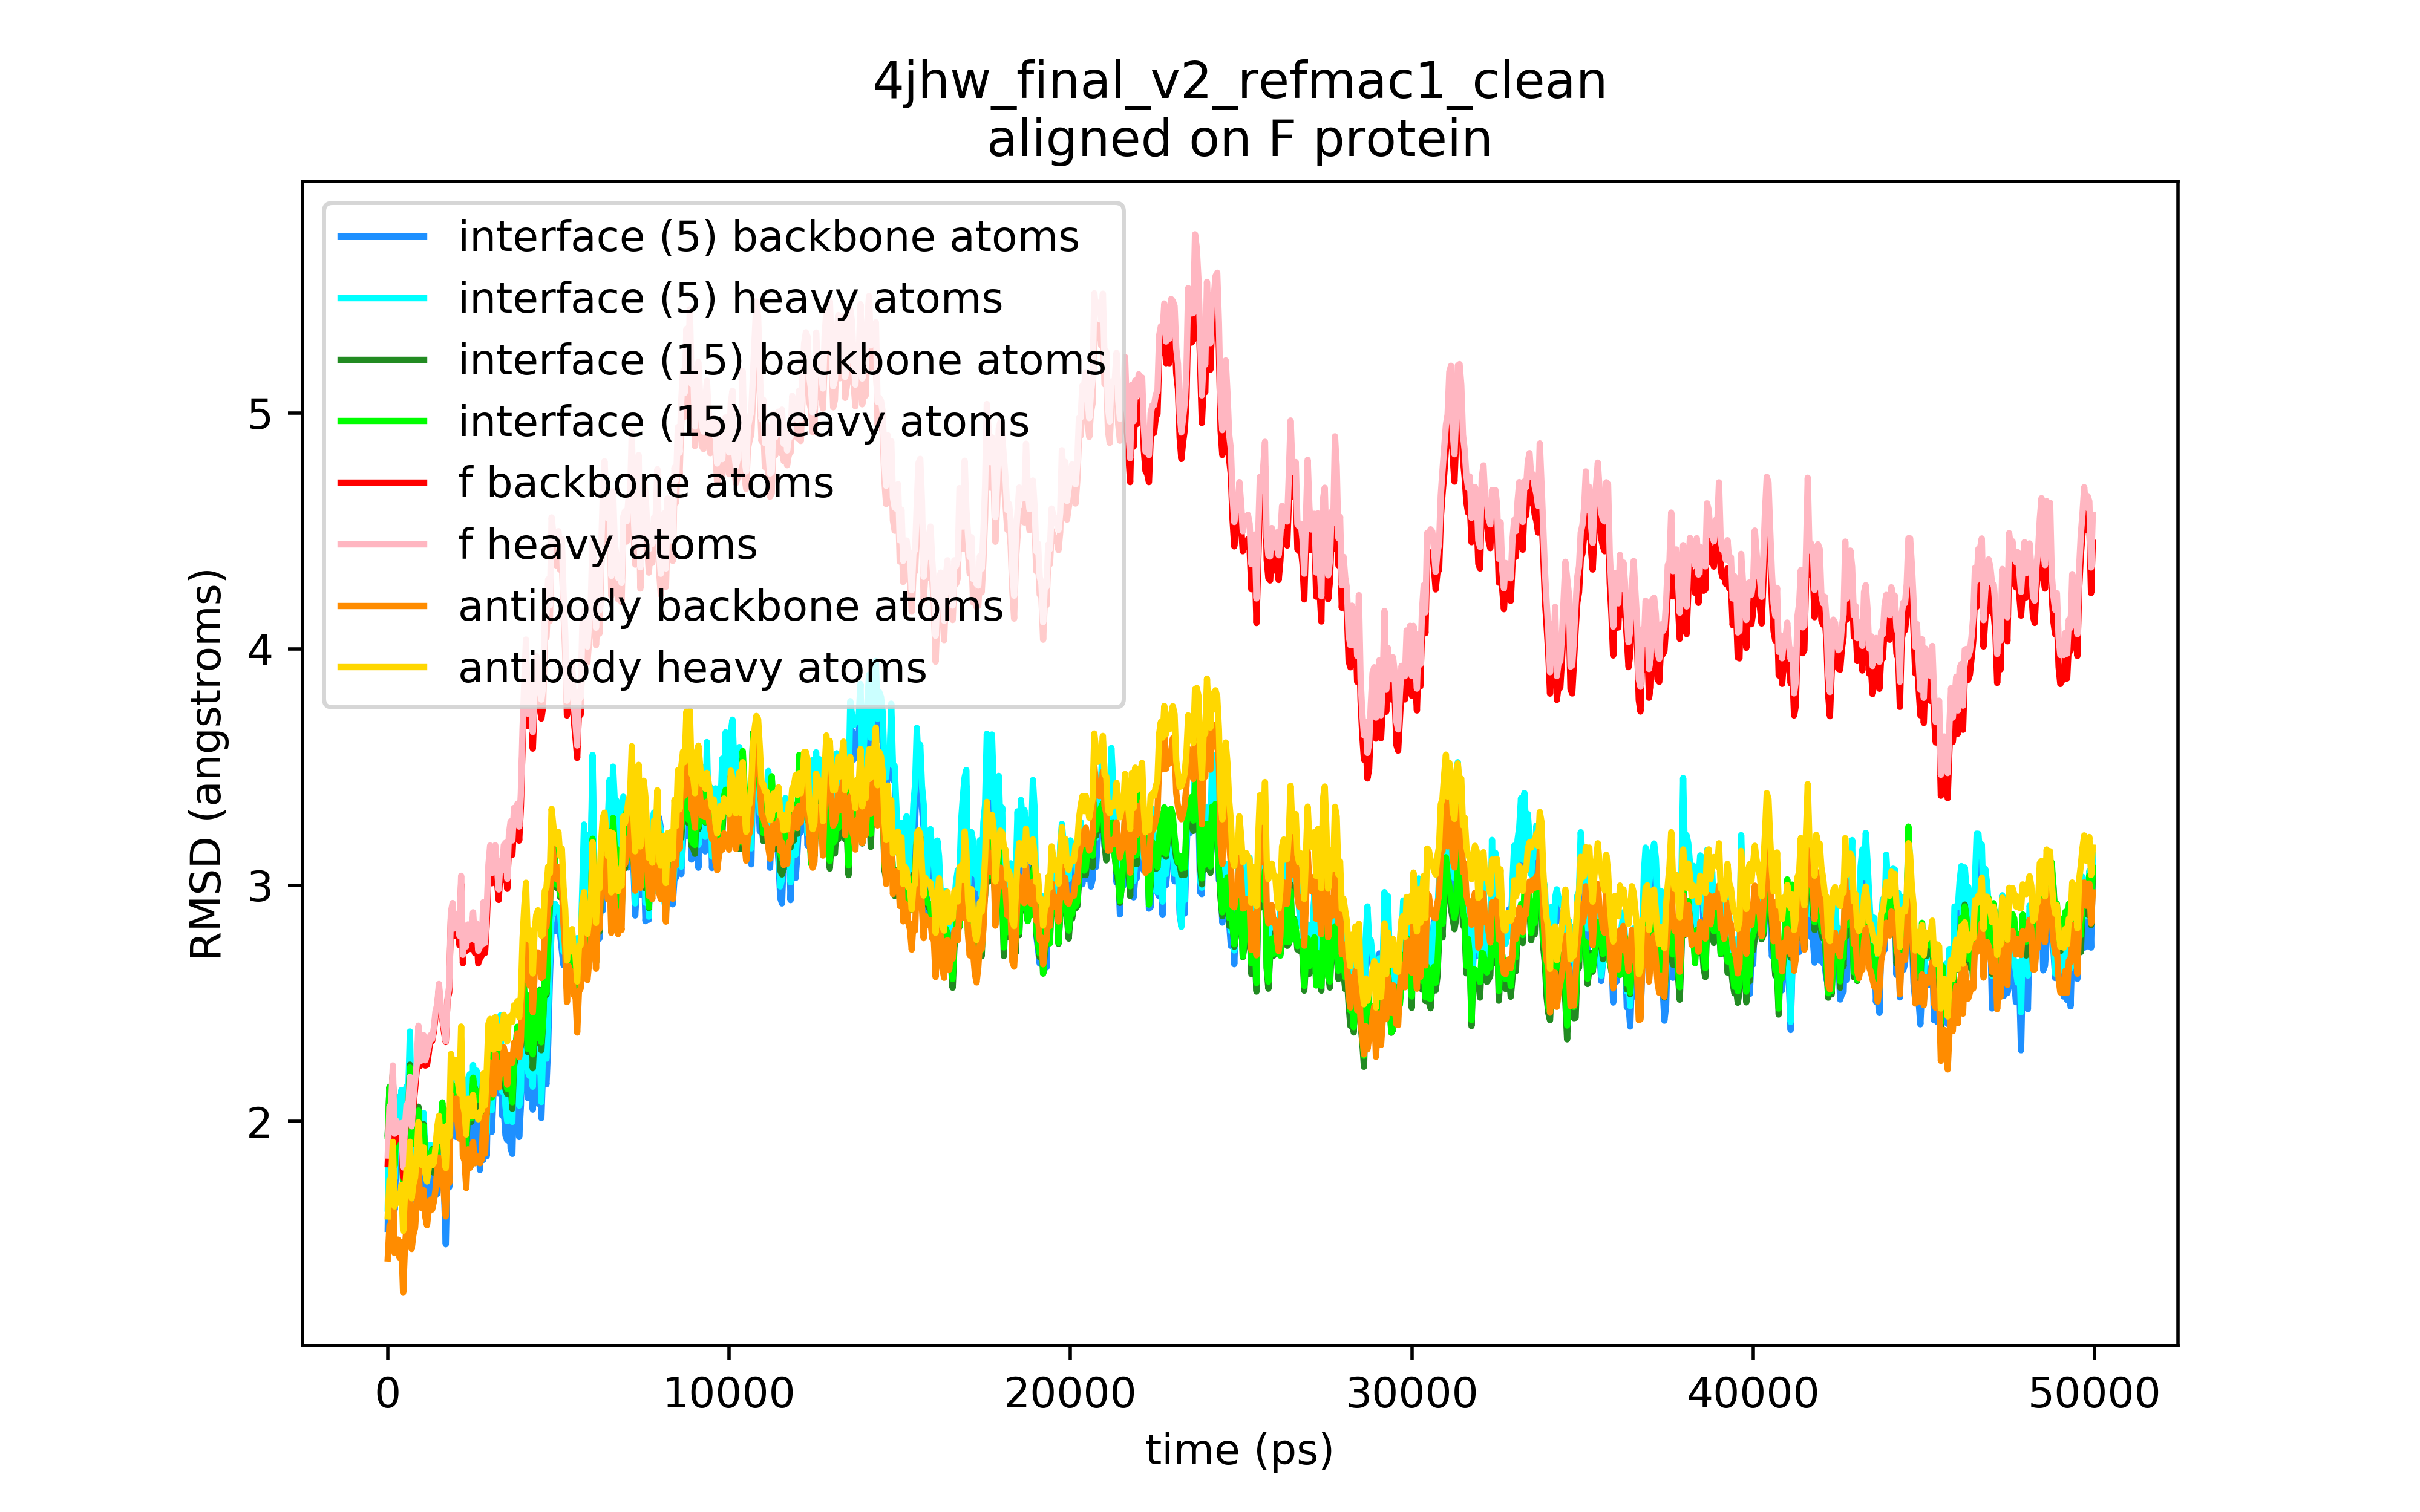 4jhw_final_v2_refmac1_clean
aligned on F protein
interface (5) backbone atoms
interface (5) heavy atoms
interface (15) backbone atoms
interface (15) heavy atoms
f backbone atoms
f heavy atoms
antibody backbone atoms
antibody heavy atoms
RMSD (angstroms)
5
4
3
2
0 10000 20000 30000 40000 50000
time (ps)